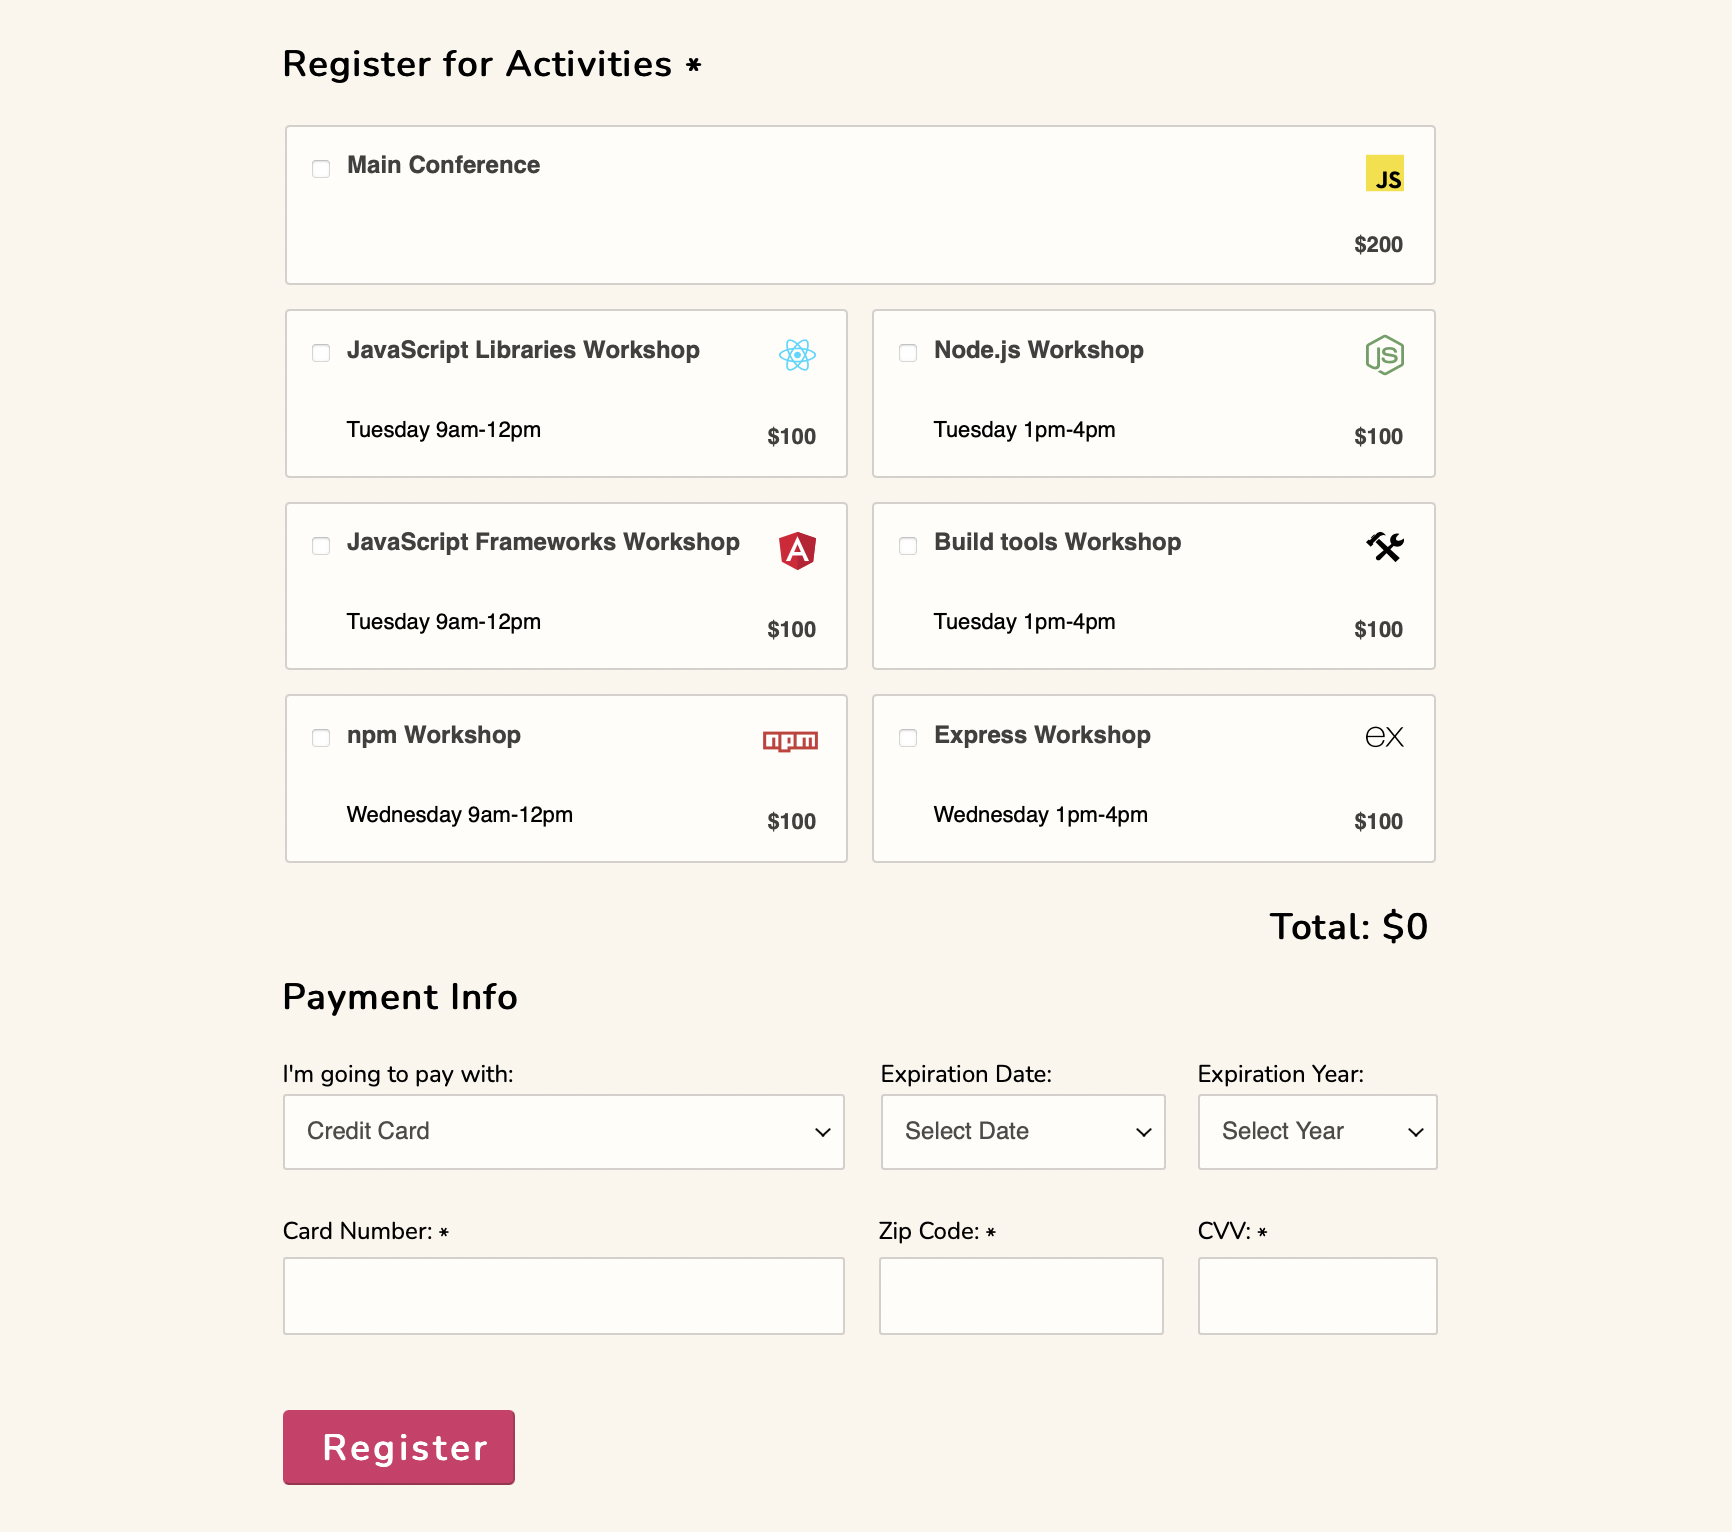 Register for Activities *
Main Conference
JS
$200
JavaScript Libraries Workshop
Tuesday 9am-12pm
$100
Node.js Workshop
JS
Tuesday 1pm-4pm
$100
JavaScript Frameworks Workshop
A
Tuesday 9am-12pm
$100
Build tools Workshop
Tuesday 1pm-4pm
$100
npm Workshop
npm
Wednesday 9am-12pm
$100
Express Workshop
ex
Wednesday 1pm-4pm
$100
Total: $0
Payment Info
I'm going to pay with:
Credit Card
Expiration Date:
Select Date
Expiration Year:
Select Year
Card Number: *
Zip Code: *
CVV: *
Register